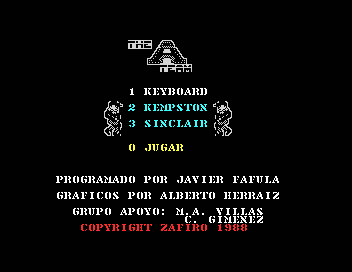 THE
TEAM
1 KEYBOARD
2 KEMPSTON
3 SINCLAIR
0 JUGAR
PROGRAMADO POR JAVIER FAFULA
GRAFICOS POR ALBERTO HERRAIZ
GRUPO APOYO: M.A. VILLAS
C. GIMENEZ
COPYRIGHT ZAFIRO 1988